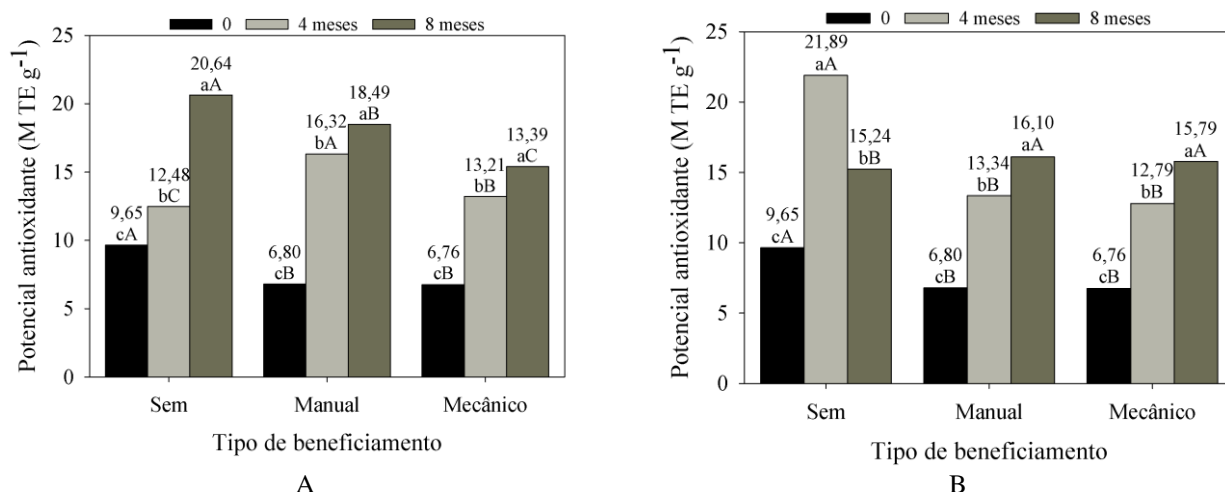 0 4 meses 8 meses
Potencial antioxidante (M TE g-1)
25
20
15
10
5
0
9,65
cA
12,48
bC
20,64
aA
6,80
cB
16,32
bA
18,49
aB
6,76
cB
13,21
bB
13,39
aC
Sem Manual Mecânico
Tipo de beneficiamento
A
0 4 meses 8 meses
Potencial antioxidante (M TE g-1)
25
20
15
10
5
0
9,65
cA
21,89
aA
15,24
bB
6,80
cB
13,34
bB
16,10
aA
6,76
cB
12,79
bB
15,79
aA
Sem Manual Mecânico
Tipo de beneficiamento
B